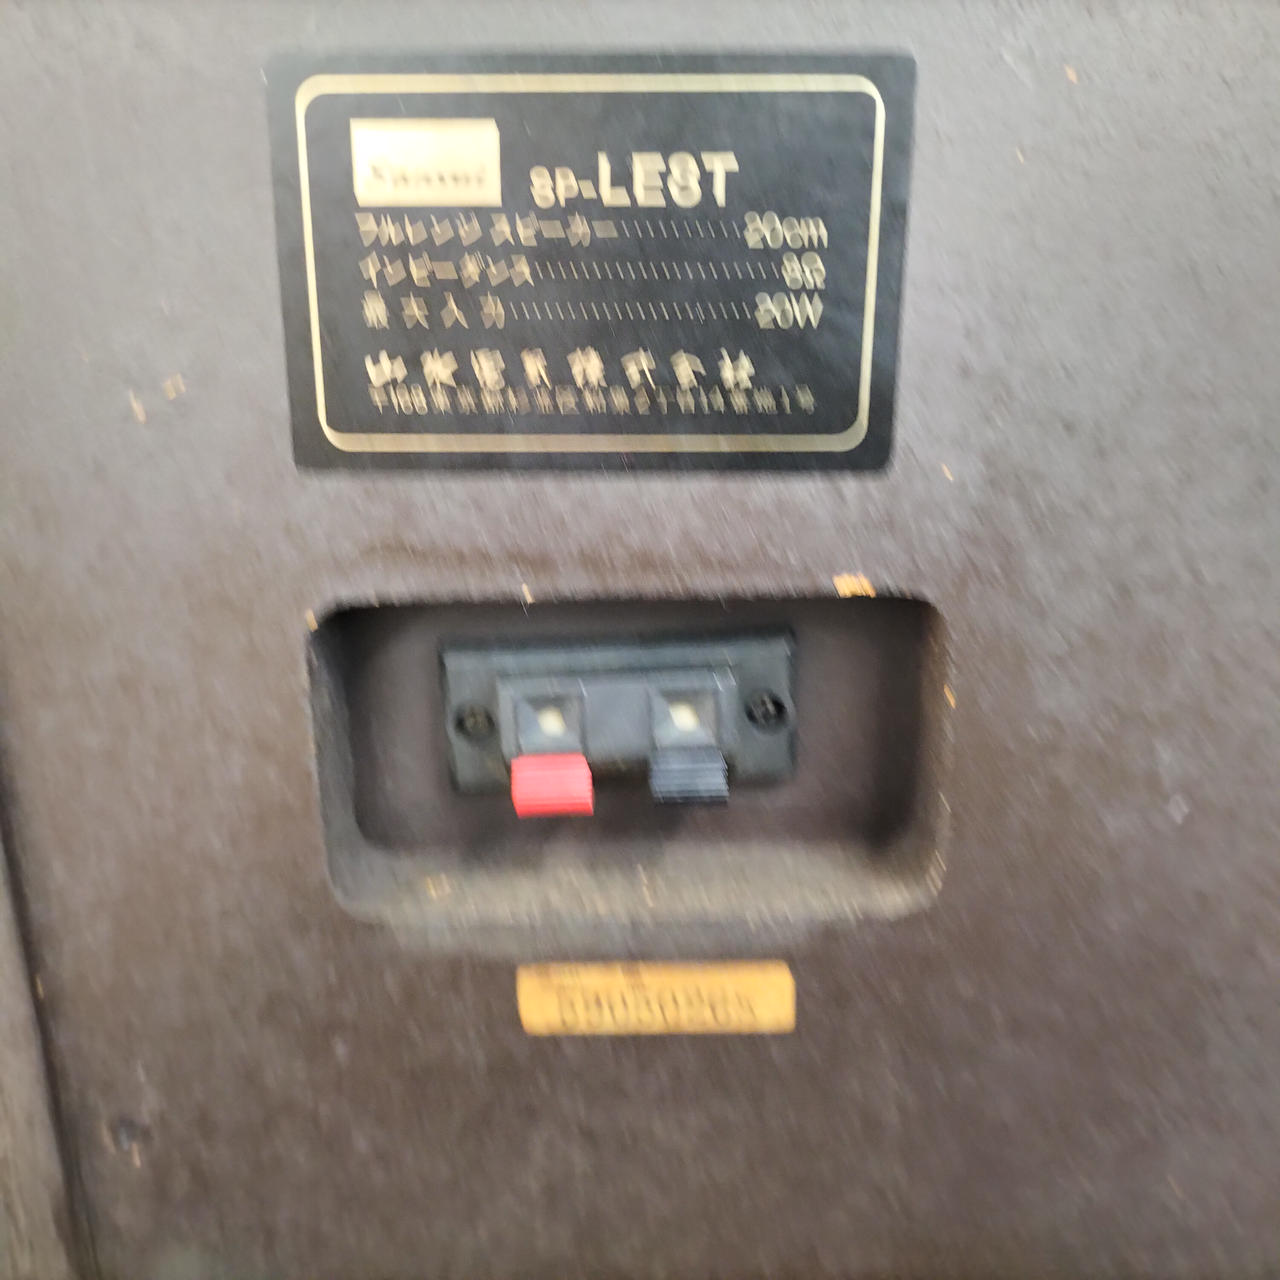 Sansui
SP-LEST
フルレンジスピーカー 20cm
インピーダンス 8Ω
最大入力 20W
山水電気株式会社